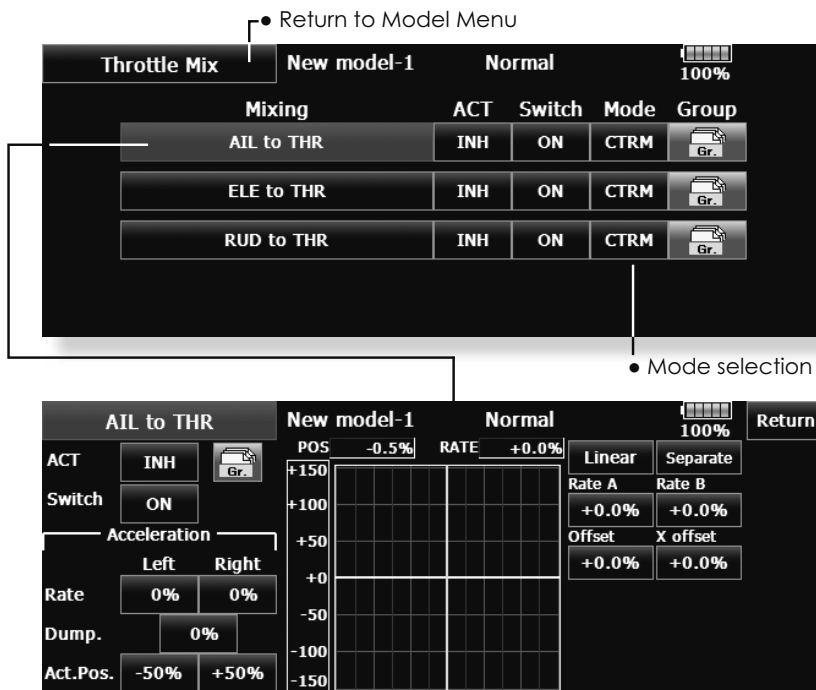 ● Return to Model Menu
Throttle Mix New model-1 Normal 100%
Mixing ACT Switch Mode Group
AIL to THR INH ON CTRM Gr.
ELE to THR INH ON CTRM Gr.
RUD to THR INH ON CTRM Gr.
● Mode selection
AIL to THR New model-1 Normal 100% Return
ACT INH Gr.
Switch ON
Acceleration
Left Right
Rate 0% 0%
Dump. 0%
Act.Pos. -50% +50%
POS -0.5% RATE +0.0%
+150
+100
+50
+0
-50
-100
-150
Linear Separate
Rate A Rate B
+0.0% +0.0%
Offset X offset
+0.0% +0.0%